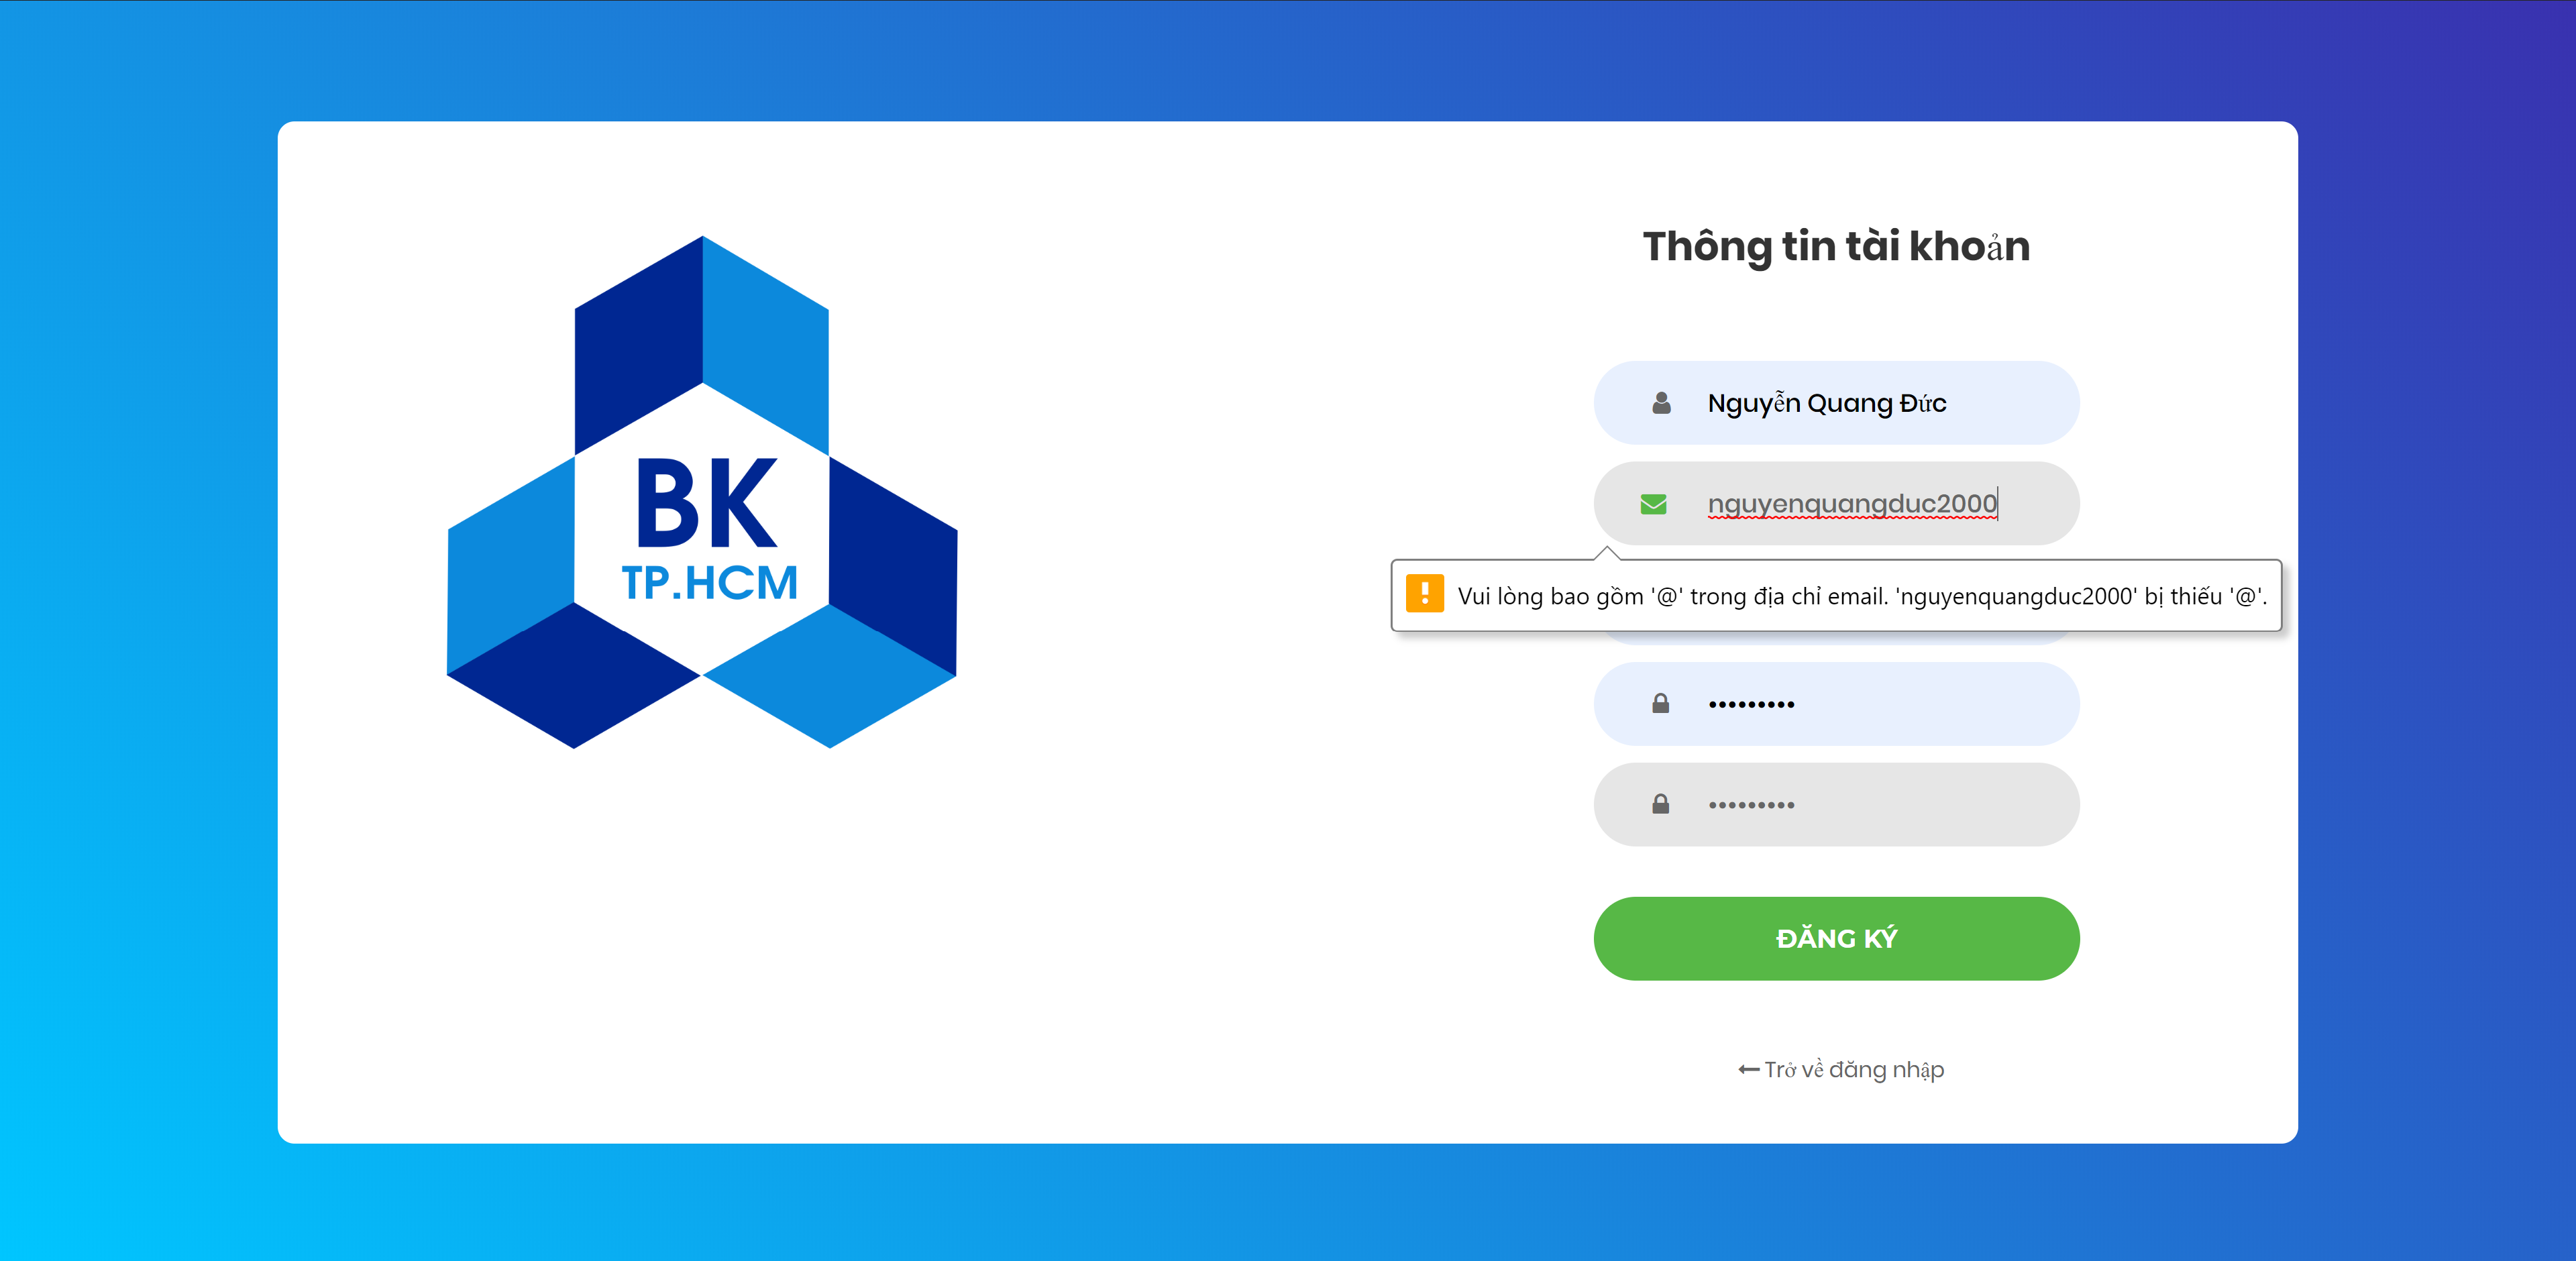 BK
TP.HCM
Thông tin tài khoản
Nguyễn Quang Đức
nguyenquangduc2000
Vui lòng bao gồm '@' trong địa chỉ email. 'nguyenquangduc2000' bị thiếu '@'.
•••••••••
•••••••••
ĐĂNG KÝ
Trở về đăng nhập